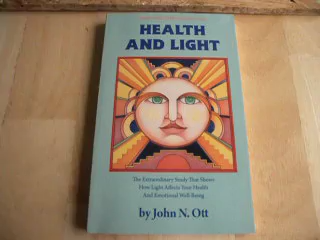 HEALTH
AND LIGHT
The Extraordinary Study That Shows
How Light Affects Your Health
And Emotional Well Being
by John N. Ott